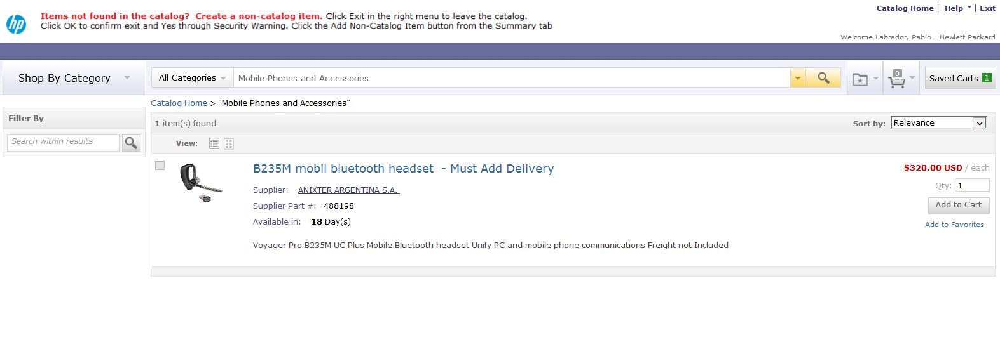 Items not found in the catalog? Create a non-catalog item. Click Exit in the right menu to leave the catalog.
Click OK to confirm exit and Yes through Security Warning. Click the Add Non-Catalog Item button from the Summary tab
hp
Catalog Home | Help | Exit
Welcome Labrador, Pablo - Hewlett Packard
Shop By Category
All Categories
Mobile Phones and Accessories
0
Saved Carts 1
Catalog Home > "Mobile Phones and Accessories"
Filter By
Search within results
1 item(s) found
Sort by: Relevance
View:
B235M mobil bluetooth headset - Must Add Delivery
$320.00 USD / each
Supplier: ANIXTER ARGENTINA S.A.
Qty: 1
Supplier Part #: 488198
Add to Cart
Available in: 18 Day(s)
Add to Favorites
Voyager Pro B235M UC Plus Mobile Bluetooth headset Unify PC and mobile phone communications Freight not Included